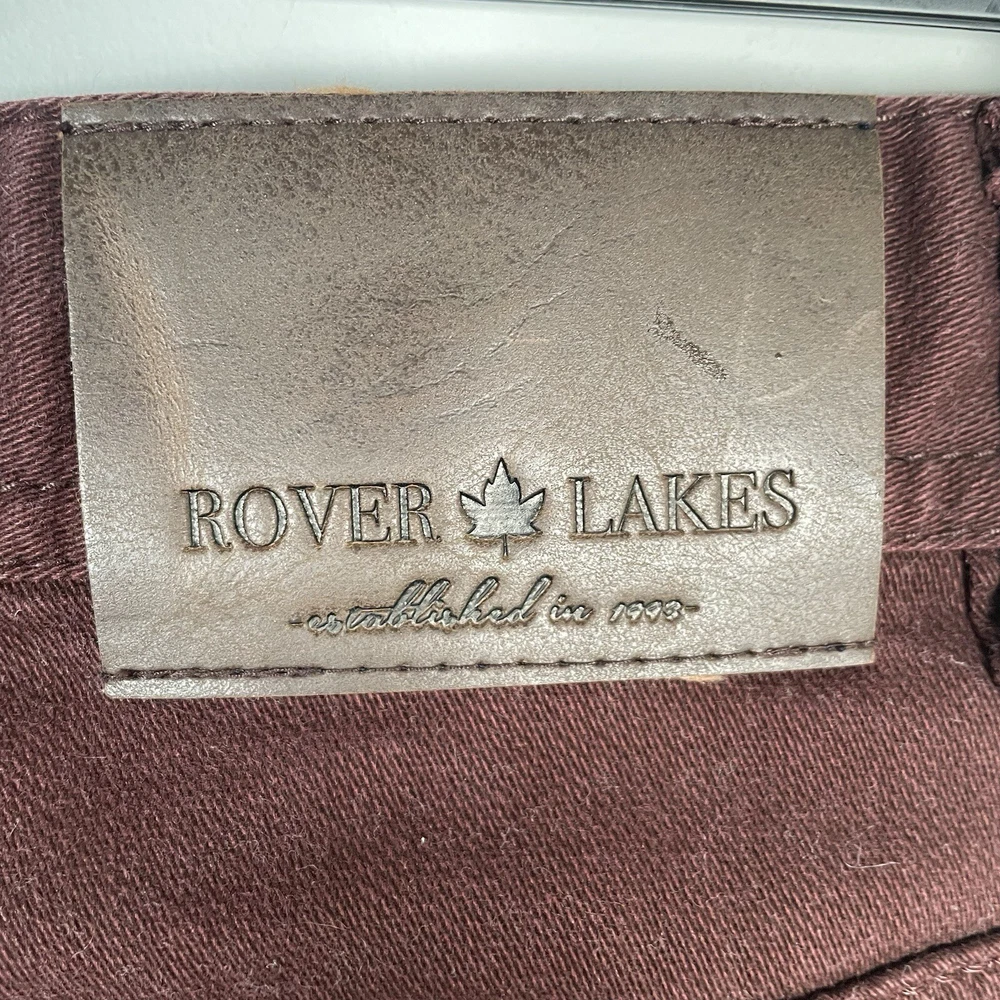 ROVER LAKES
-established in 1993-